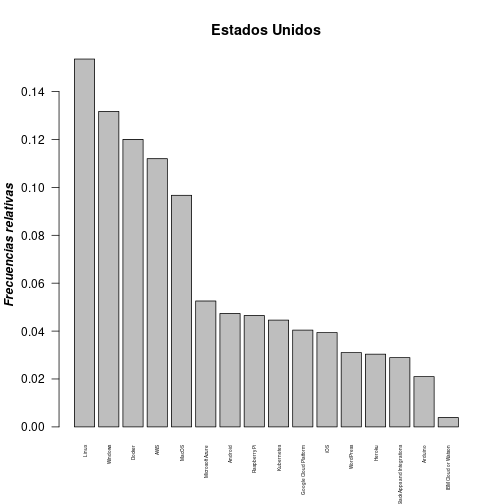 Estados Unidos
Frecuencias relativas
0.14
0.12
0.10
0.08
0.06
0.04
0.02
0.00
Linux
Windows
Docker
AWS
MacOS
Microsoft Azure
Android
Raspberry Pi
Kubernetes
Google Cloud Platform
iOS
WordPress
Heroku
Slack Apps and Integrations
Arduino
IBM Cloud or Watson